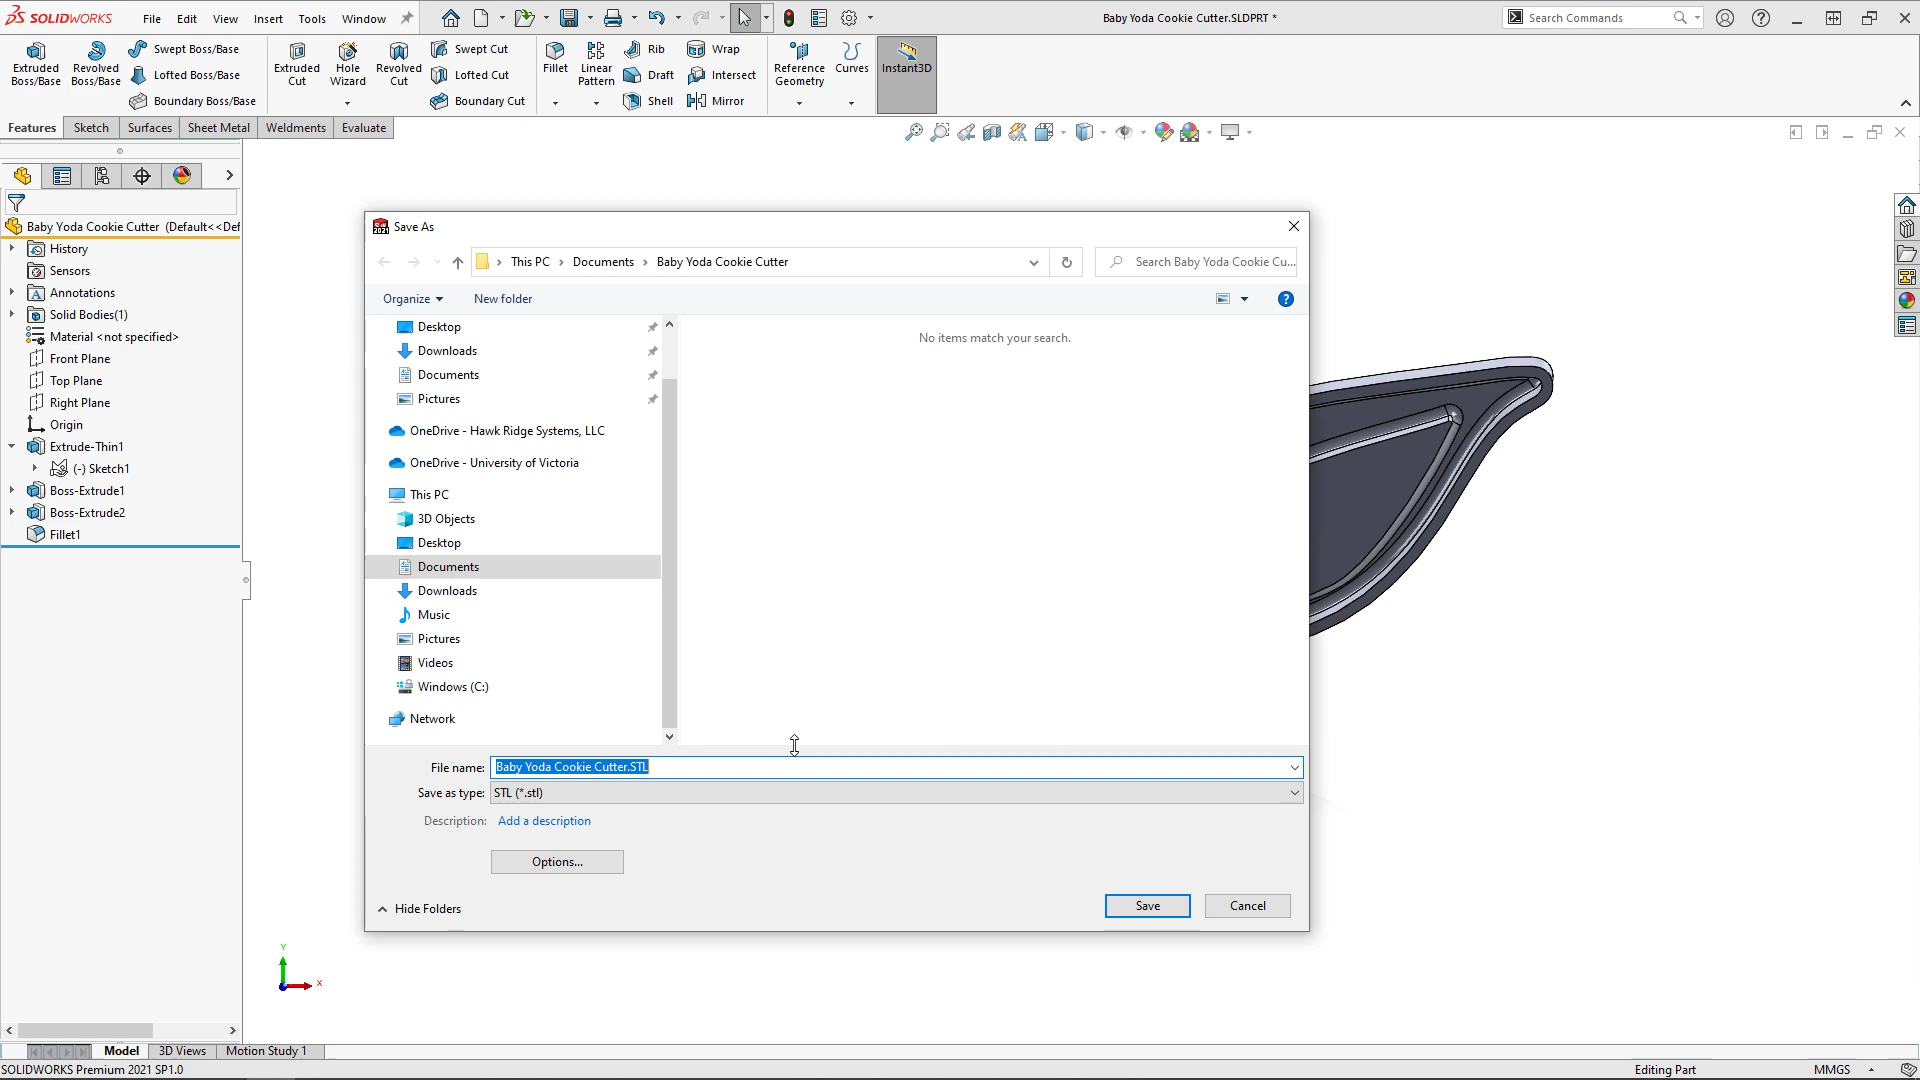 SOLIDWORKS
File Edit View Insert Tools Window
Baby Yoda Cookie Cutter.SLDPRT *
Search Commands
Extruded Boss/Base
Revolved Boss/Base
Swept Boss/Base
Lofted Boss/Base
Boundary Boss/Base
Extruded Cut
Hole Wizard
Revolved Cut
Swept Cut
Lofted Cut
Boundary Cut
Fillet
Linear Pattern
Rib
Draft
Shell
Wrap
Intersect
Mirror
Reference Geometry
Curves
Instant3D
Features Sketch Surfaces Sheet Metal Weldments Evaluate
Baby Yoda Cookie Cutter (Default<<Def
History
Sensors
Annotations
Solid Bodies(1)
Material <not specified>
Front Plane
Top Plane
Right Plane
Origin
Extrude-Thin1
(-) Sketch1
Boss-Extrude1
Boss-Extrude2
Fillet1
Save As
This PC > Documents > Baby Yoda Cookie Cutter
Search Baby Yoda Cookie Cu...
Organize New folder
Desktop
Downloads
Documents
Pictures
OneDrive - Hawk Ridge Systems, LLC
OneDrive - University of Victoria
This PC
3D Objects
Desktop
Documents
Downloads
Music
Pictures
Videos
Windows (C:)
Network
No items match your search.
File name: Baby Yoda Cookie Cutter.STL
Save as type: STL (*.stl)
Description: Add a description
Options...
Hide Folders
Save Cancel
Y
X
Model 3D Views Motion Study 1
SOLIDWORKS Premium 2021 SP1.0
Editing Part MMGS